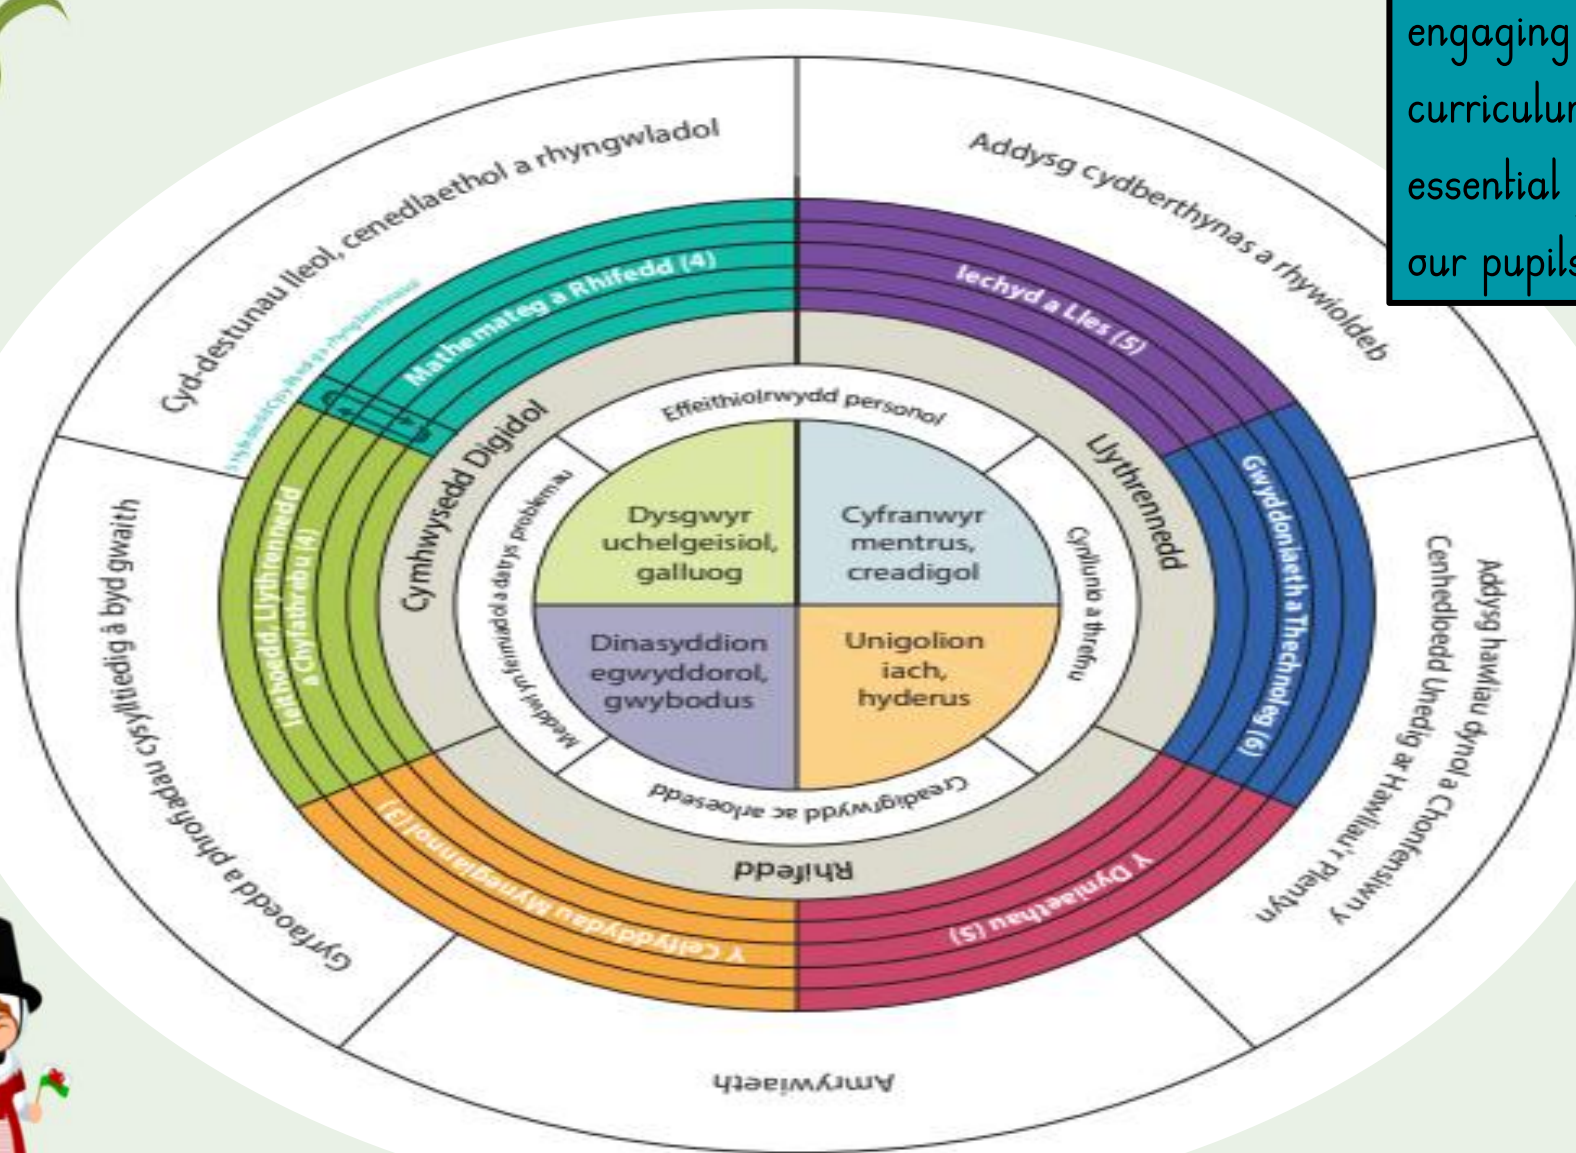 engaging
essential
our pupils
Cyd-destunau lleol, cenedlaethol a rhyngwladol
Addysg cydberthynas a rhywioldeb
Addysg hawliau dynol a Chonfensiwn y
Cenhedloedd Unedig ar Hawliau'r Plentyn
Amrywiaeth
Gyrfaoedd a phrofiadau cysylltiedig â byd gwaith
Mathemateg a Rhifedd (4)
Iechyd a Lles (5)
Gwyddoniaeth a Thechnoleg (6)
Y Dyniaethau (5)
Y Celfyddydau Mynegiannol (3)
Ieithoedd, Llythrennedd
a Chyfathrebu (4)
Cymhwysedd Digidol
Llythrennedd
Rhifedd
Effeithiolrwydd personol
Cynllunio a threfnu
Creadigrwydd ac arloesedd
Meddwl yn feirniadol a datrys problemau
Dysgwyr
uchelgeisiol,
galluog
Cyfranwyr
mentrus,
creadigol
Dinasyddion
egwyddorol,
gwybodus
Unigolion
iach,
hyderus